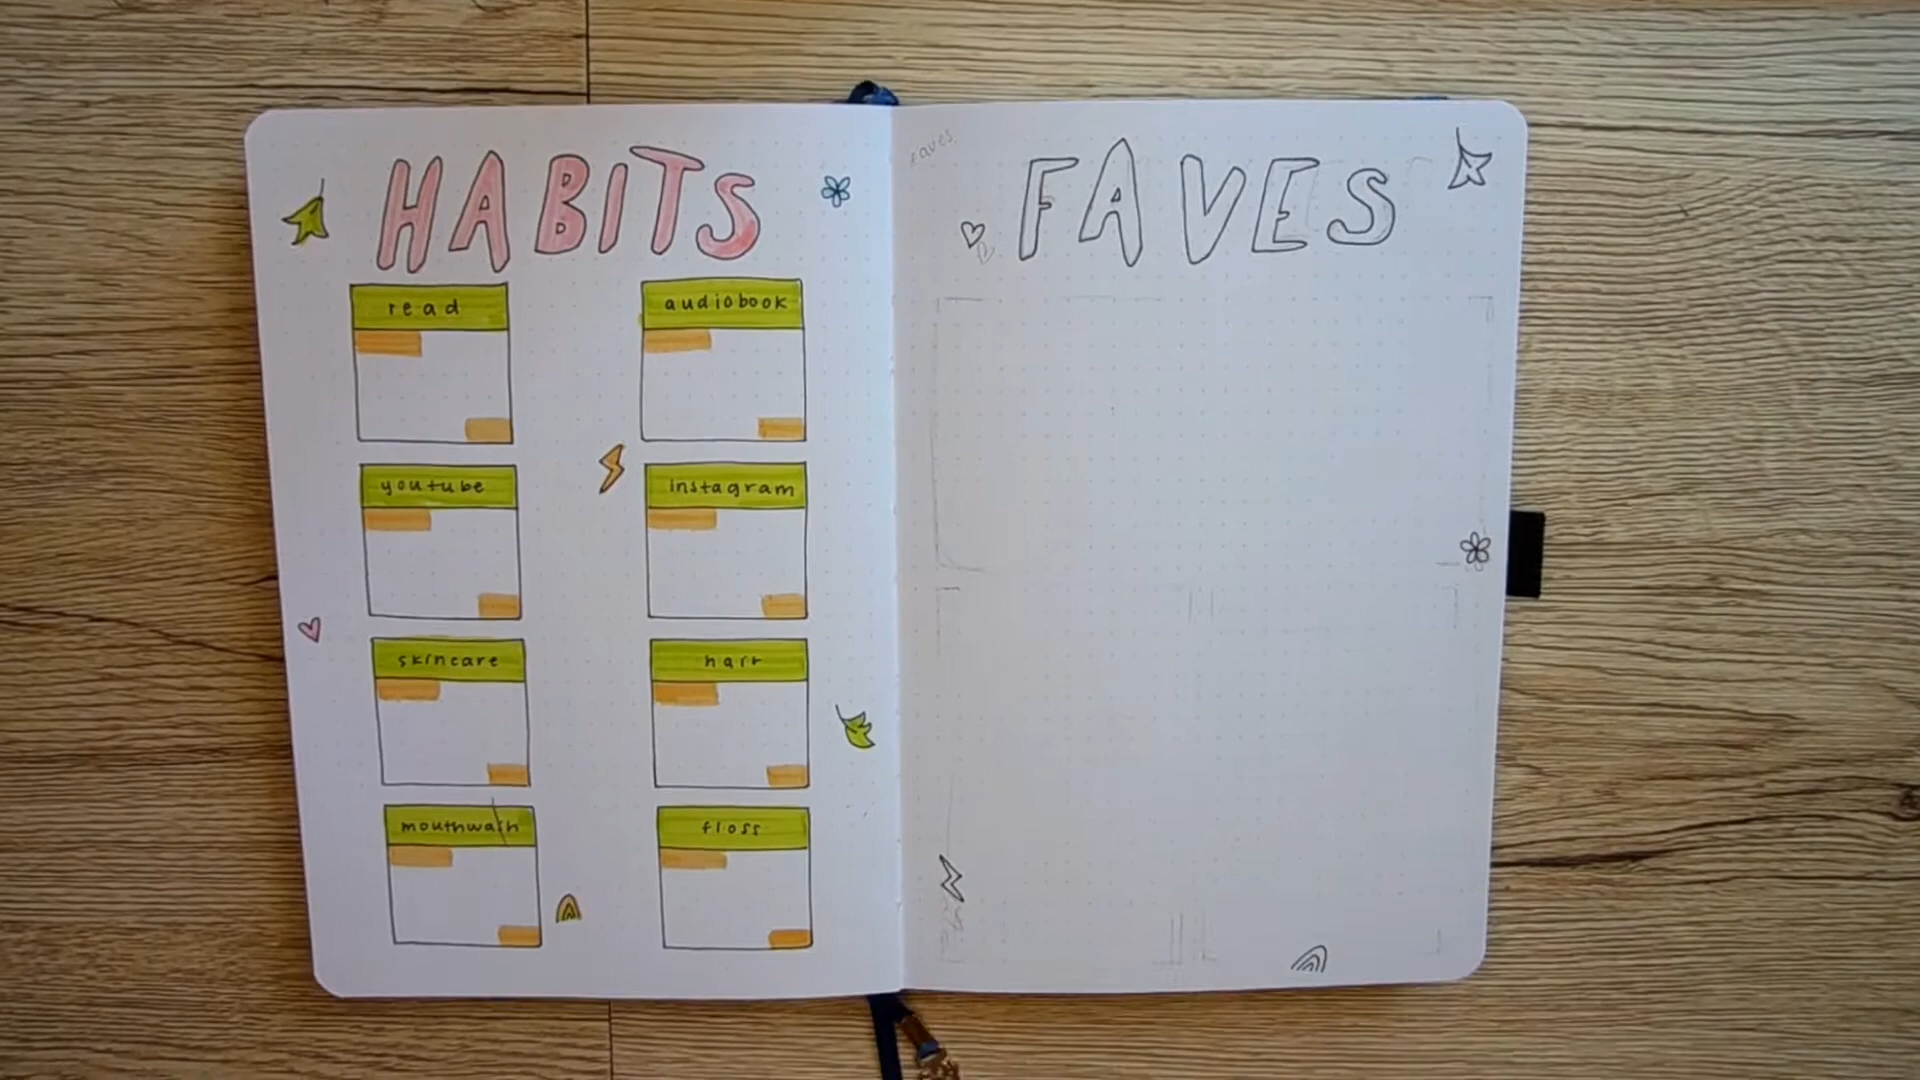 HABITS
read
audiobook
youtube
instagram
skincare
hair
mouthwash
floss
faves
FAVES